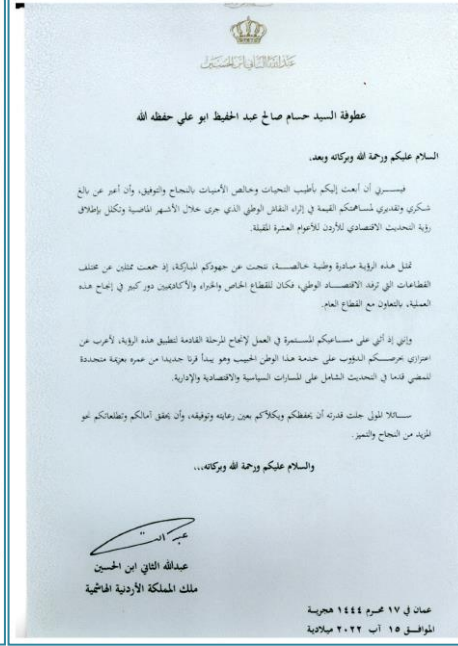 عبد الله الثاني ابن الحسين
عطوفة السيد حسام صالح عبد الحفيظ ابو علي حفظه الله
السلام عليكم ورحمة الله وبركاته وبعد،
فيسرني أن أبعث إليكم بأطيب التحيات وخالص الأمنيات بالنجاح والتوفيق، وأن أعبر عن بالغ
شكري وتقديري لمساهمتكم القيمة في إثراء النقاش الوطني الذي جرى خلال الأشهر الماضية وتكلل بإطلاق
رؤية التحديث الاقتصادي للأردن للأعوام العشرة المقبلة.
تمثل هذه الرؤية مبادرة وطنية خالصة، نتجت عن جهودكم المباركة، إذ جمعت ممثلين عن مختلف
القطاعات التي ترفد الاقتصاد الوطني، فكان للقطاع الخاص والخبراء والأكاديميين دور كبير في إنجاح هذه
العملية، بالتعاون مع القطاع العام.
وإنني إذ أثني على مساعيكم المستمرة في العمل لإنجاح المرحلة القادمة لتطبيق هذه الرؤية، لأعرب عن
اعتزازي بحرصكم الدؤوب على خدمة هذا الوطن الحبيب وهو يبدأ قرنا جديدا من عمره بعزيمة متجددة
للمضي قدما في التحديث الشامل على المسارات السياسية والاقتصادية والإدارية.
سائلا المولى جلت قدرته أن يحفظكم ويكلأكم بعين رعايته وتوفيقه، وأن يحقق آمالكم وتطلعاتكم نحو
المزيد من النجاح والتميز.
والسلام عليكم ورحمة الله وبركاته،،،
عبدالله الثاني ابن الحسين
ملك المملكة الأردنية الهاشمية
عمان في ١٧ محرم ١٤٤٤ هجرية
الموافق ١٥ آب ٢٠٢٢ ميلادية